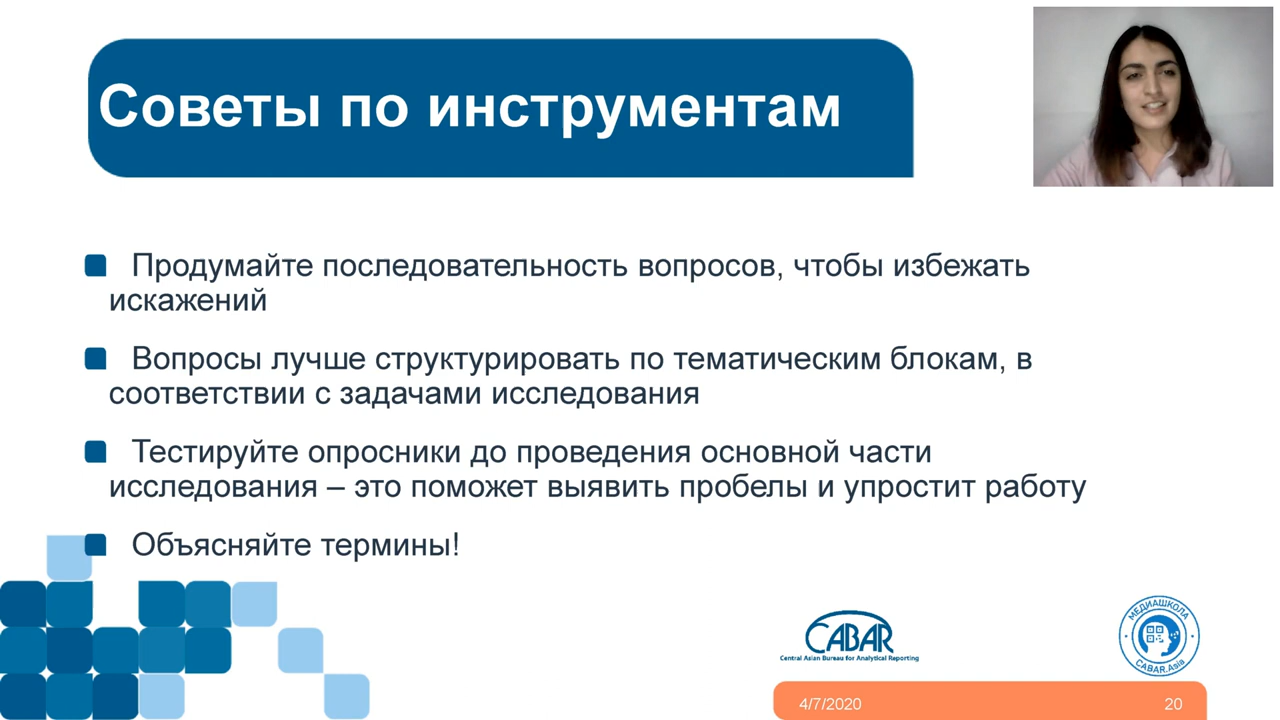 Советы по инструментам
Продумайте последовательность вопросов, чтобы избежать
искажений
Вопросы лучше структурировать по тематическим блокам, в
соответствии с задачами исследования
Тестируйте опросники до проведения основной части
исследования – это поможет выявить пробелы и упростит работу
Объясняйте термины!
CABAR
Central Asian Bureau for Analytical Reporting
МЕДИАШКОЛА
CABAR.Asia
4/7/2020
20